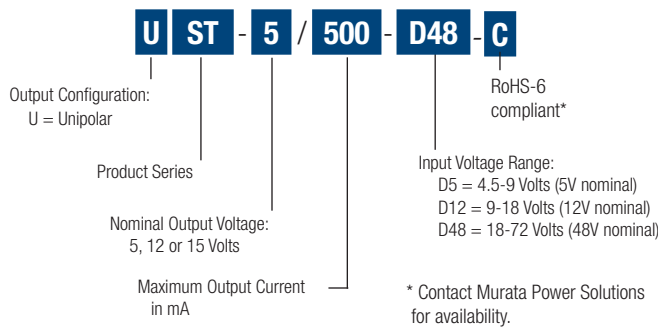 U ST - 5 / 500 - D48 - C
Output Configuration:
U = Unipolar
RoHS-6
compliant*
Product Series
Input Voltage Range:
D5 = 4.5-9 Volts (5V nominal)
D12 = 9-18 Volts (12V nominal)
D48 = 18-72 Volts (48V nominal)
Nominal Output Voltage:
5, 12 or 15 Volts
Maximum Output Current
in mA
* Contact Murata Power Solutions
for availability.